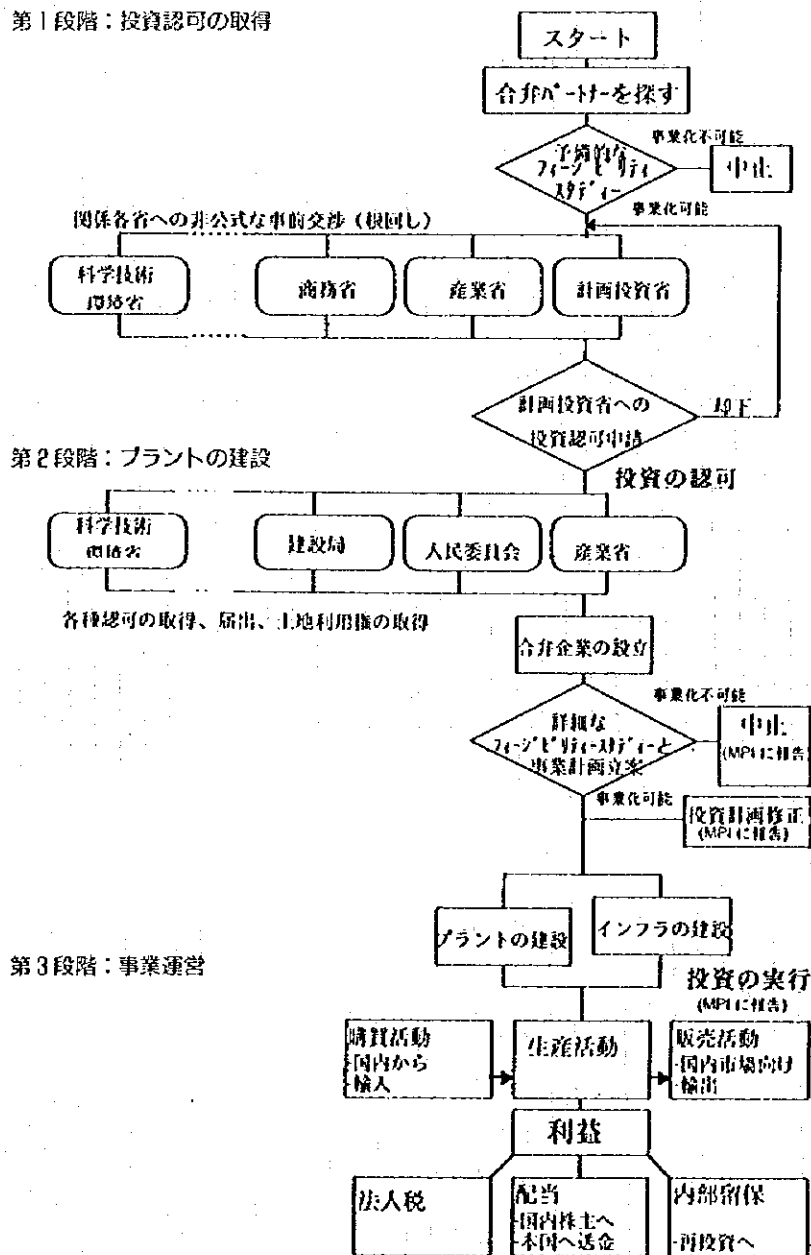 第1段階：投資認可の取得
スタート
合弁パートナーを探す
事業化不可能
予備的な
フィージビリティ
スタディー
中止
事業化可能
関係各省への非公式な事前交渉（根回し）
科学技術
環境省
商務省
産業省
計画投資省
計画投資省への
投資認可申請
却下
第2段階：プラントの建設
投資の認可
科学技術
環境省
建設局
人民委員会
産業省
各種認可の取得、届出、土地利用権の取得
合弁企業の設立
事業化不可能
詳細な
フィージビリティースタディーと
事業計画立案
中止
(MPIに報告)
事業化可能
投資計画修正
(MPIに報告)
プラントの建設
インフラの建設
第3段階：事業運営
投資の実行
(MPIに報告)
購買活動
-国内から
-輸入
生産活動
販売活動
-国内市場向け
-輸出
利益
法人税
配当
-国内株主へ
-本国へ送金
内部留保
-再投資へ